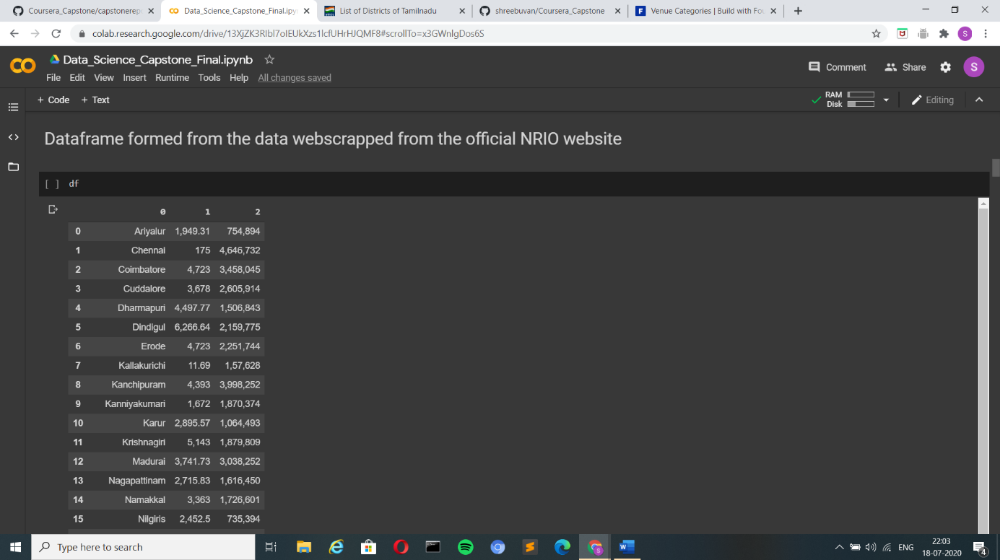 Coursera_Capstone/capstonerep
Data_Science_Capstone_Final.ipy
List of Districts of Tamilnadu
shreebuvan/Coursera_Capstone
Venue Categories | Build with Fou
colab.research.google.com/drive/13XjZK3Rlbl7oIEUkXzs1lcfUHrHJQMF8#scrollTo=x3GWnlgDos6S
S
Data_Science_Capstone_Final.ipynb
File Edit View Insert Runtime Tools Help All changes saved
Comment Share S
+ Code + Text
RAM
Disk
Editing
Dataframe formed from the data webscrapped from the official NRIO website
[ ] df
0 1 2
0 Ariyalur 1,949.31 754,894
1 Chennai 175 4,646,732
2 Coimbatore 4,723 3,458,045
3 Cuddalore 3,678 2,605,914
4 Dharmapuri 4,497.77 1,506,843
5 Dindigul 6,266.64 2,159,775
6 Erode 4,723 2,251,744
7 Kallakurichi 11.69 1,57,628
8 Kanchipuram 4,393 3,998,252
9 Kanniyakumari 1,672 1,870,374
10 Karur 2,895.57 1,064,493
11 Krishnagiri 5,143 1,879,809
12 Madurai 3,741.73 3,038,252
13 Nagapattinam 2,715.83 1,616,450
14 Namakkal 3,363 1,726,601
15 Nilgiris 2,452.5 735,394
Type here to search
ENG
22:03
18-07-2020
4